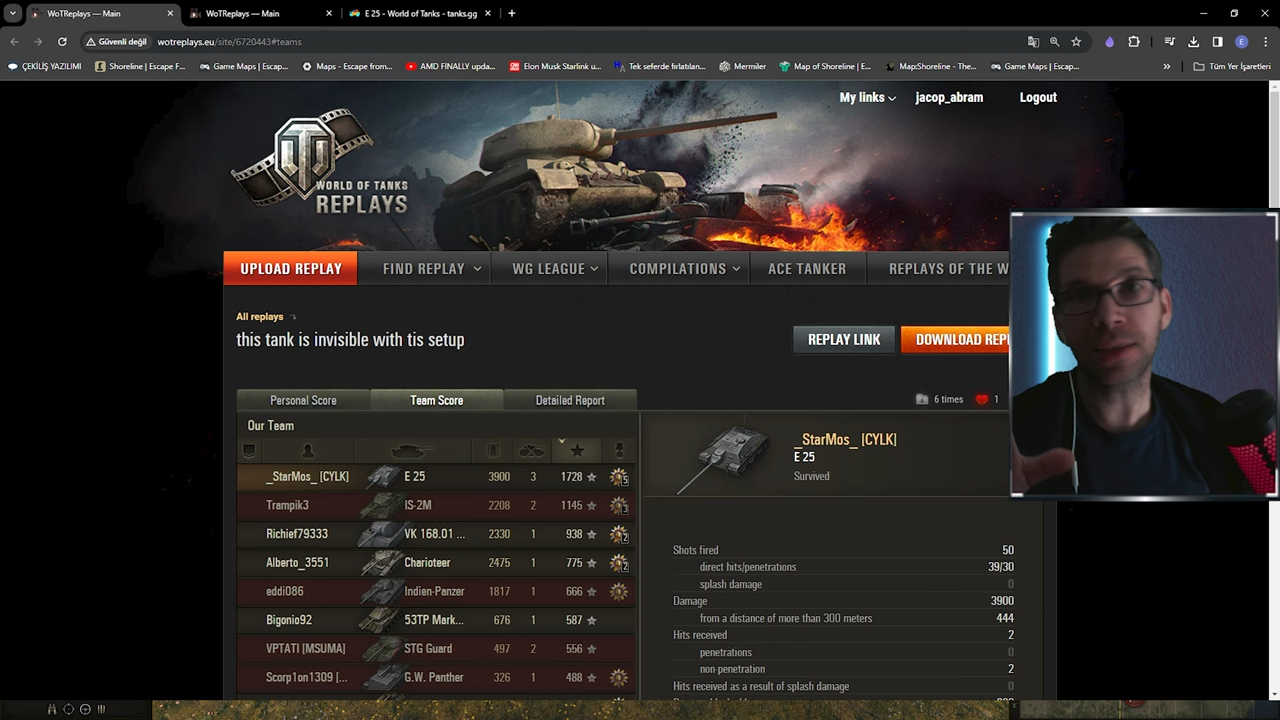 WoTReplays — Main
WoTReplays — Main
E 25 - World of Tanks - tanks.gg
Güvenli değil
wotreplays.eu/site/6720443#teams
E
ÇEKİLİŞ YAZILIMI
Shoreline | Escape F...
Game Maps | Escap...
Maps - Escape from...
AMD FINALLY upda...
Elon Musk Starlink u...
Tek seferde fırlatılan...
Mermiler
Map of Shoreline | E...
Map:Shoreline - The...
Game Maps | Escap...
Tüm Yer İşaretleri
My links
jacop_abram
Logout
WORLD OF TANKS
REPLAYS
UPLOAD REPLAY
FIND REPLAY
WG LEAGUE
COMPILATIONS
ACE TANKER
REPLAYS OF THE W
All replays
this tank is invisible with tis setup
REPLAY LINK
DOWNLOAD REP
Personal Score
Team Score
Detailed Report
6 times
1
Our Team
_StarMos_ [CYLK]
E 25
Survived
_StarMos_ [CYLK] E 25 3900 3 1728 5
Trampik3 IS-2M 2208 2 1145 3
Richief79333 VK 168.01 ... 2330 1 938 2
Alberto_3551 Charioteer 2475 1 775 2
eddi086 Indien-Panzer 1817 1 666
Bigonio92 53TP Mark... 676 1 587
VPTATI [MSUMA] STG Guard 497 2 556
Scorp1on1309 [... G.W. Panther 326 1 488
Shots fired 50
direct hits/penetrations 39/30
splash damage 0
Damage 3900
from a distance of more than 300 meters 444
Hits received 2
penetrations 0
non-penetration 2
Hits received as a result of splash damage 0